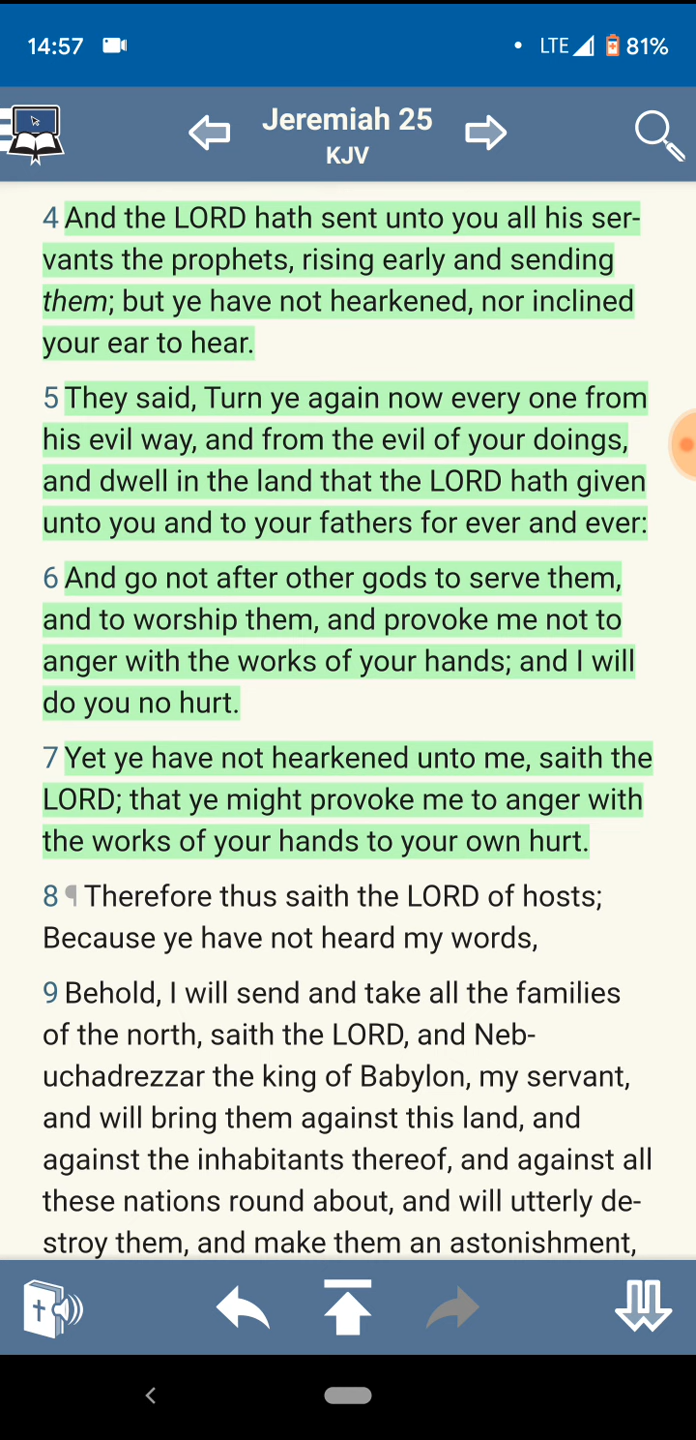 14:57
LTE 81%
Jeremiah 25
KJV
4 And the LORD hath sent unto you all his ser-
vants the prophets, rising early and sending
them; but ye have not hearkened, nor inclined
your ear to hear.
5 They said, Turn ye again now every one from
his evil way, and from the evil of your doings,
and dwell in the land that the LORD hath given
unto you and to your fathers for ever and ever:
6 And go not after other gods to serve them,
and to worship them, and provoke me not to
anger with the works of your hands; and I will
do you no hurt.
7 Yet ye have not hearkened unto me, saith the
LORD; that ye might provoke me to anger with
the works of your hands to your own hurt.
8 ¶ Therefore thus saith the LORD of hosts;
Because ye have not heard my words,
9 Behold, I will send and take all the families
of the north, saith the LORD, and Neb-
uchadrezzar the king of Babylon, my servant,
and will bring them against this land, and
against the inhabitants thereof, and against all
these nations round about, and will utterly de-
stroy them, and make them an astonishment,